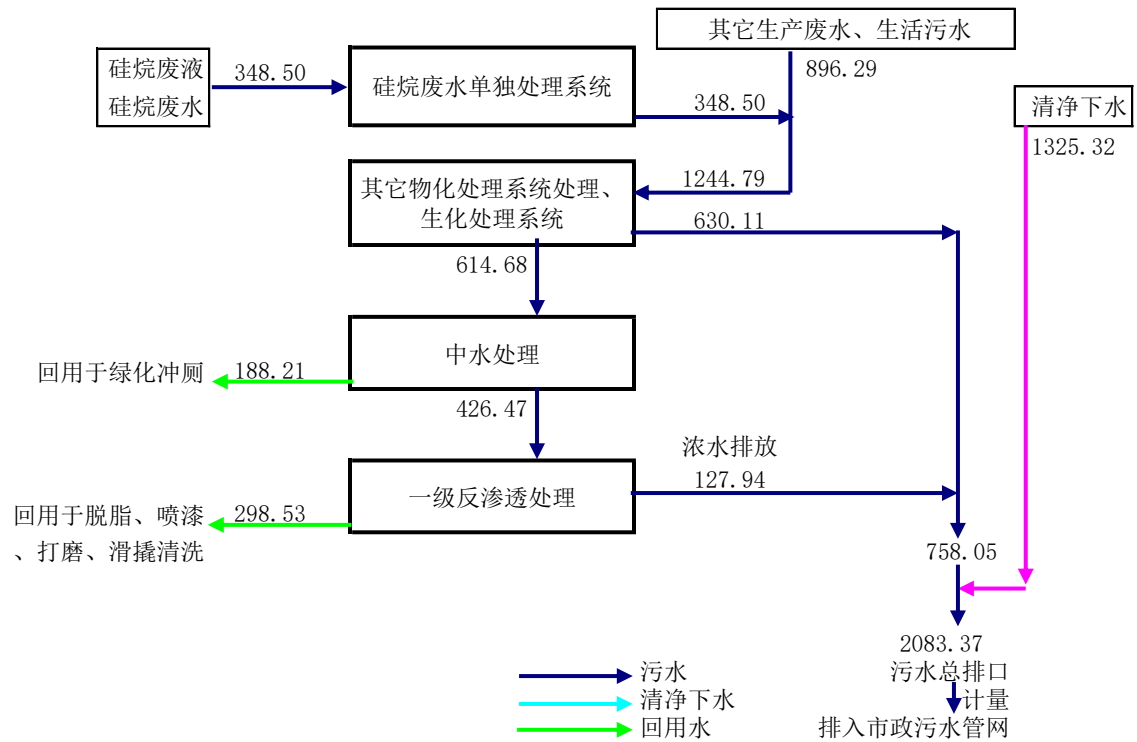 其它生产废水、生活污水
896.29
硅烷废液
硅烷废水
348.50
硅烷废水单独处理系统
348.50
清净下水
1325.32
其它物化处理系统处理、
生化处理系统
1244.79
630.11
614.68
中水处理
回用于绿化冲厕
188.21
426.47
浓水排放
127.94
一级反渗透处理
回用于脱脂、喷漆
、打磨、滑撬清洗
298.53
758.05
2083.37
污水总排口
计量
排入市政污水管网
污水
清净下水
回用水